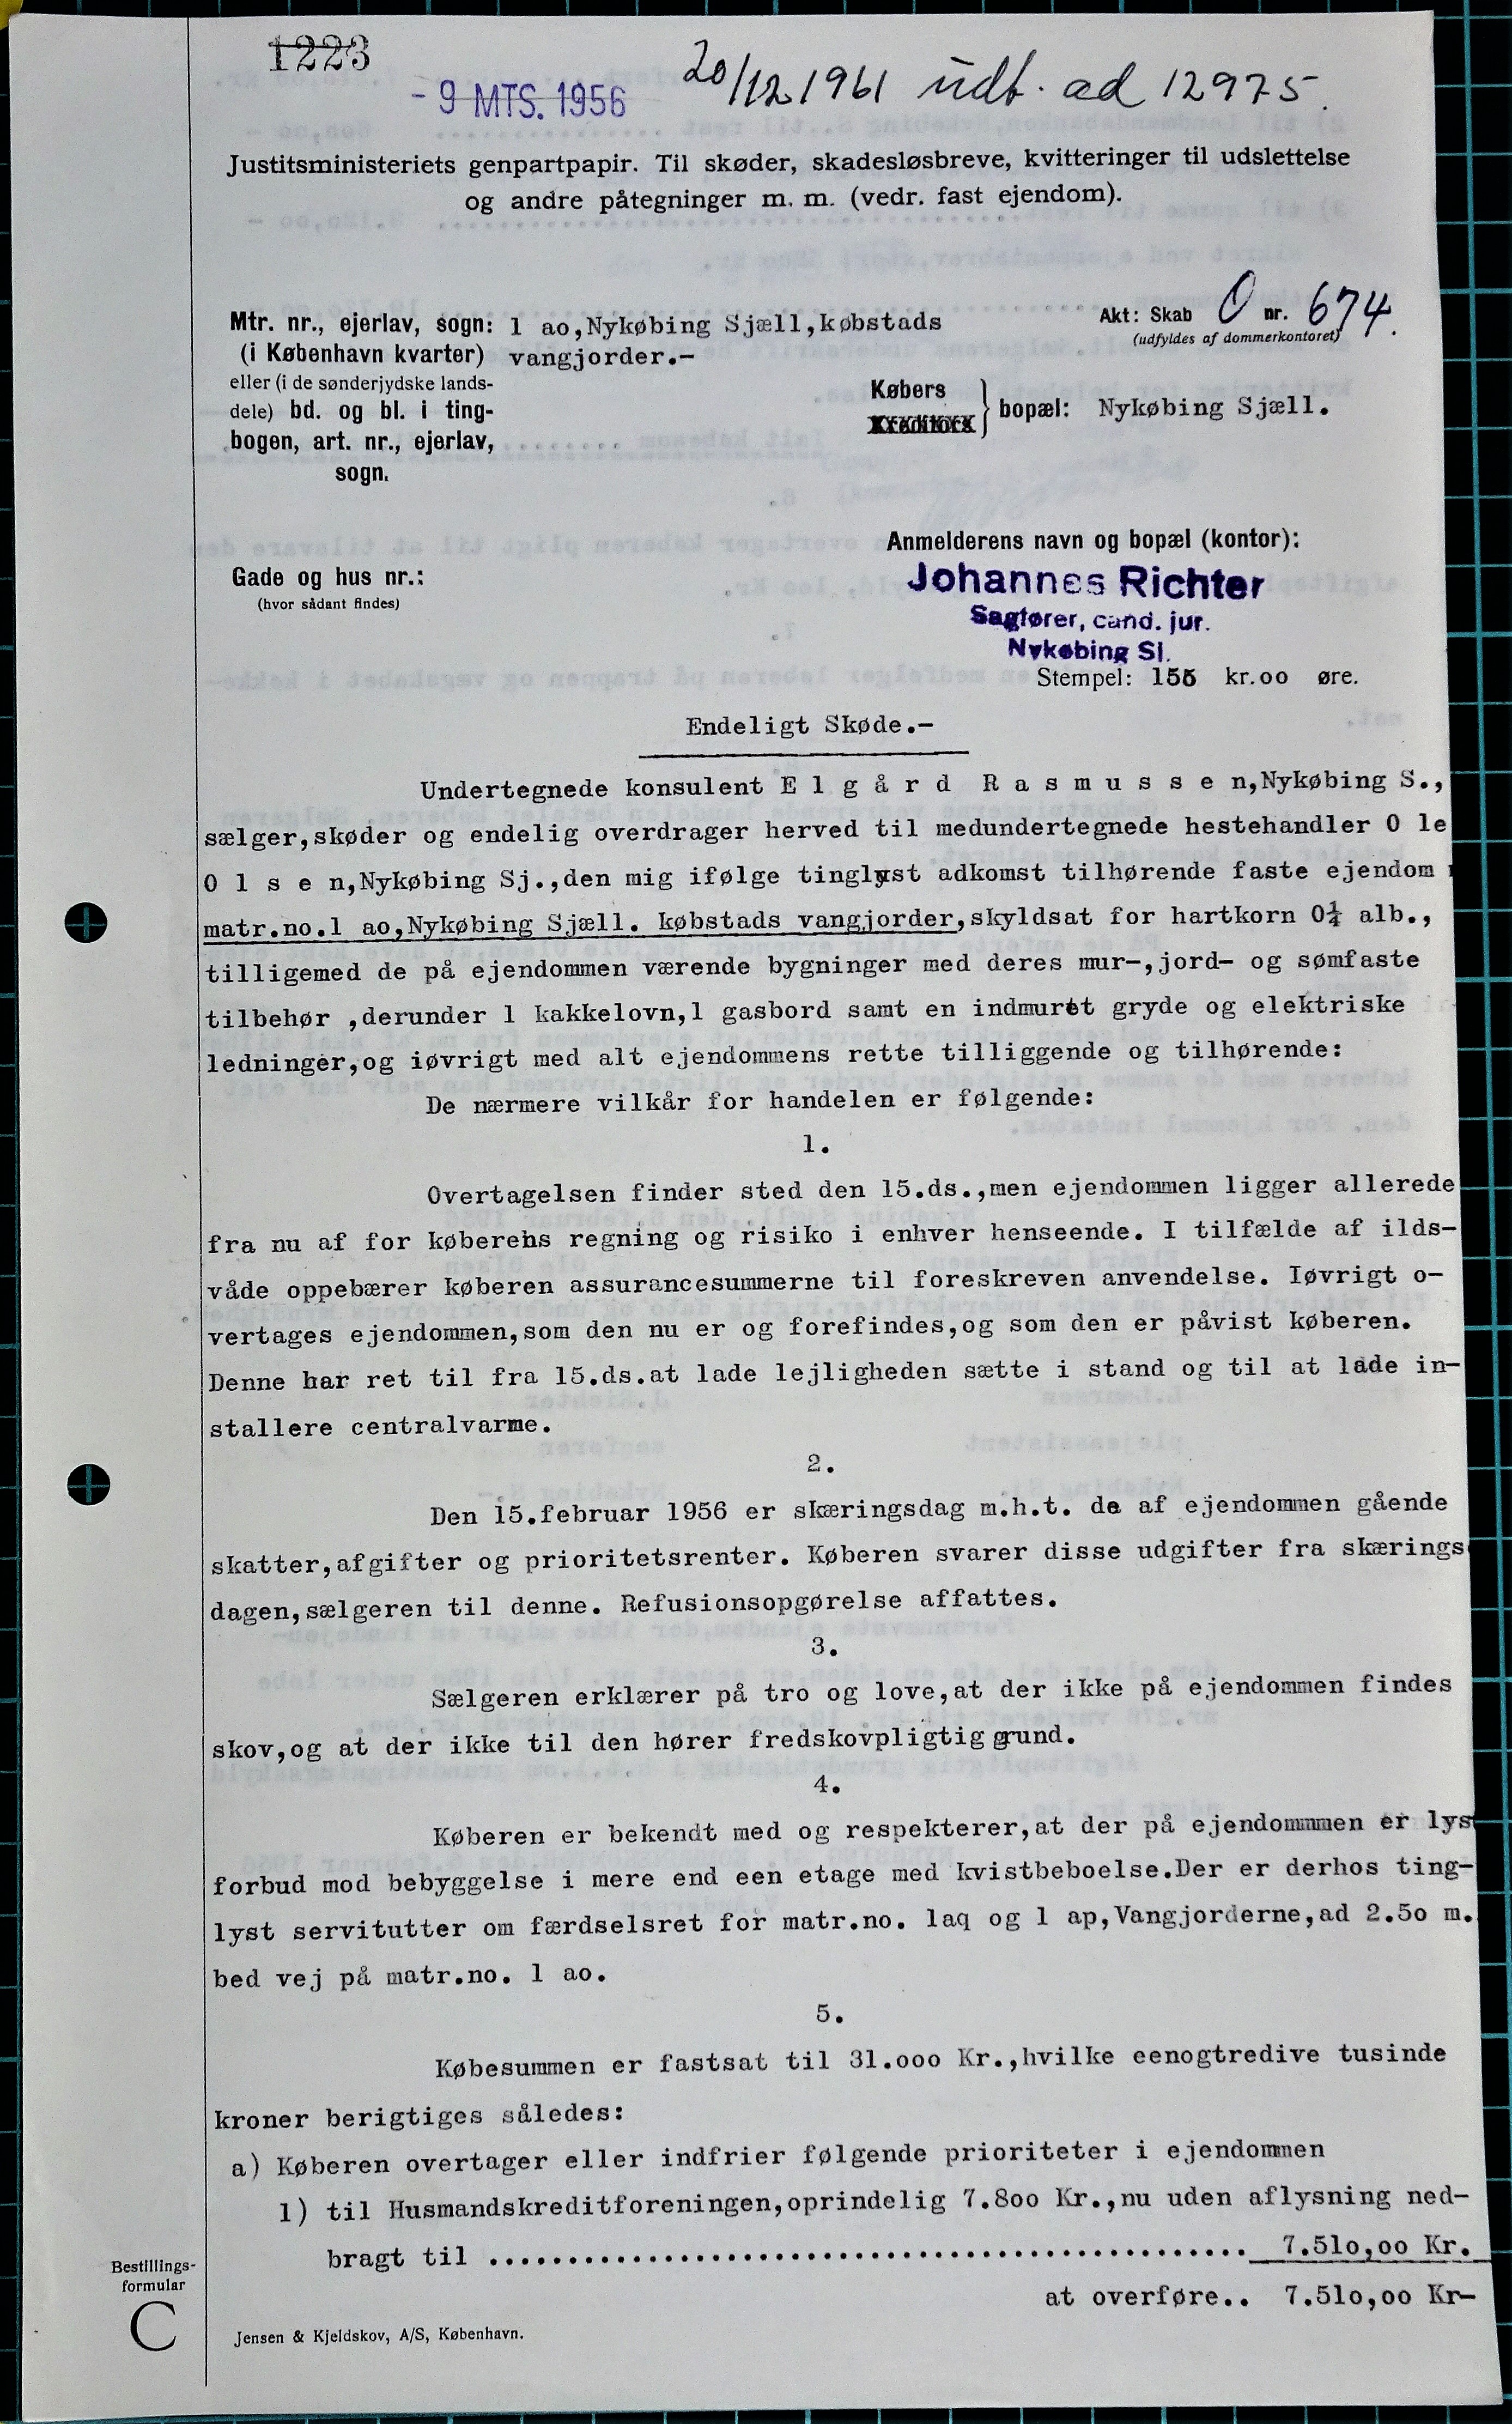 1223
- 9 MTS. 1956
20/12 1961 udt. ad 12975.
Justitsministeriets genpartpapir. Til skøder, skadesløsbreve, kvitteringer til udslettelse
og andre påtegninger m. m. (vedr. fast ejendom).
Mtr. nr., ejerlav, sogn: 1 ao,Nykøbing Sjæll,købstads
(i København kvarter) vangjorder.-
eller (i de sønderjydske lands-
dele) bd. og bl. i ting-
bogen, art. nr., ejerlav,
sogn.
Akt: Skab O nr. 674.
(udfyldes af dommerkontoret)
Købers
Kreditors
} bopæl: Nykøbing Sjæll.
Gade og hus nr.:
(hvor sådant findes)
Anmelderens navn og bopæl (kontor):
Johannes Richter
Sagfører, cand. jur.
Nykøbing Sj.
Stempel: 155 kr.oo øre.
Endeligt Skøde.-
Undertegnede konsulent E l g å r d R a s m u s s e n,Nykøbing S.,
sælger,skøder og endelig overdrager herved til medundertegnede hestehandler O le
O l s e n,Nykøbing Sj.,den mig ifølge tinglyst adkomst tilhørende faste ejendom
matr.no.1 ao,Nykøbing Sjæll. købstads vangjorder,skyldsat for hartkorn 0¼ alb.,
tilligemed de på ejendommen værende bygninger med deres mur-,jord- og sømfaste
tilbehør ,derunder 1 kakkelovn,1 gasbord samt en indmuret gryde og elektriske
ledninger,og iøvrigt med alt ejendommens rette tilliggende og tilhørende:
De nærmere vilkår for handelen er følgende:
1.
Overtagelsen finder sted den 15.ds.,men ejendommen ligger allerede
fra nu af for køberens regning og risiko i enhver henseende. I tilfælde af ilds-
våde oppebærer køberen assurancesummerne til foreskreven anvendelse. Iøvrigt o-
vertages ejendommen,som den nu er og forefindes,og som den er påvist køberen.
Denne har ret til fra 15.ds.at lade lejligheden sætte i stand og til at lade in-
stallere centralvarme.
2.
Den 15.februar 1956 er skæringsdag m.h.t. de af ejendommen gående
skatter,afgifter og prioritetsrenter. Køberen svarer disse udgifter fra skærings
dagen,sælgeren til denne. Refusionsopgørelse affattes.
3.
Sælgeren erklærer på tro og love,at der ikke på ejendommen findes
skov,og at der ikke til den hører fredskovpligtig grund.
4.
Køberen er bekendt med og respekterer,at der på ejendommmen er lyst
forbud mod bebyggelse i mere end een etage med kvistbeboelse.Der er derhos ting-
lyst servitutter om færdselsret for matr.no. 1aq og 1 ap,Vangjorderne,ad 2.5o m.
bed vej på matr.no. 1 ao.
5.
Købesummen er fastsat til 31.ooo Kr.,hvilke eenogtredive tusinde
kroner berigtiges således:
a) Køberen overtager eller indfrier følgende prioriteter i ejendommen
1) til Husmandskreditforeningen,oprindelig 7.8oo Kr.,nu uden aflysning ned-
bragt til ................................................ 7.51o,oo Kr.
at overføre.. 7.51o,oo Kr-
Bestillings-
formular
C
Jensen & Kjeldskov, A/S, København.